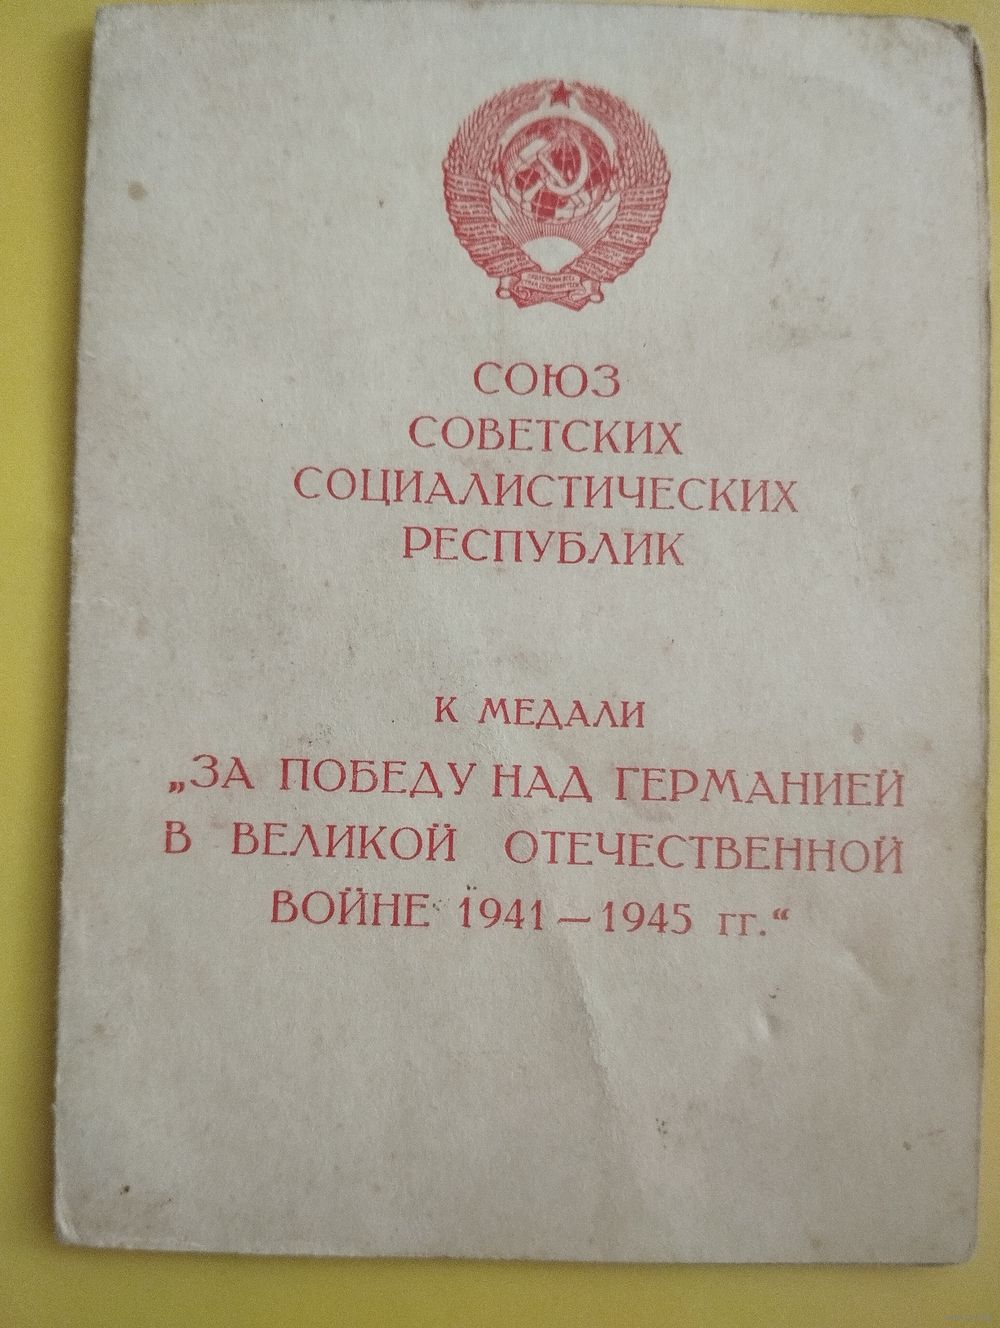 СОЮЗ
СОВЕТСКИХ
СОЦИАЛИСТИЧЕСКИХ
РЕСПУБЛИК
К МЕДАЛИ
„ЗА ПОБЕДУ НАД ГЕРМАНИЕЙ
В ВЕЛИКОЙ ОТЕЧЕСТВЕННОЙ
ВОЙНЕ 1941—1945 гг.“